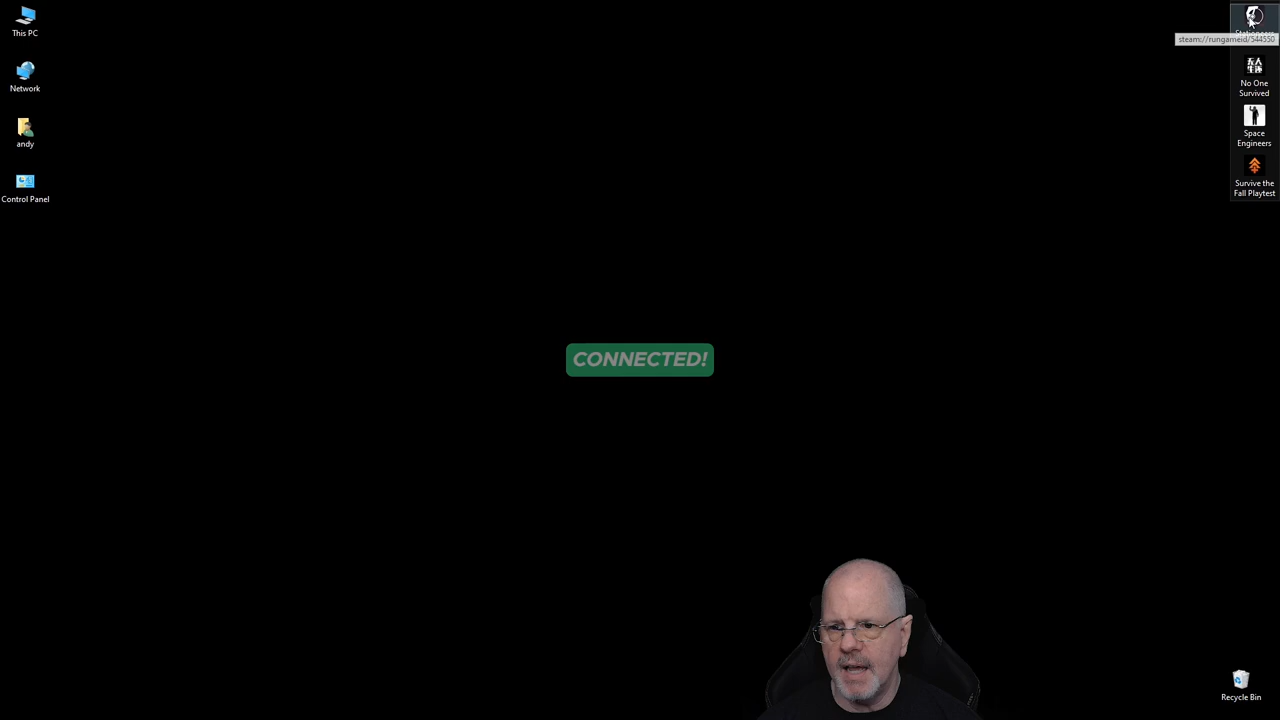 This PC
Network
andy
Control Panel
Stationeers
steam://rungameid/544550
No One
Survived
Space
Engineers
Survive the
Fall Playtest
CONNECTED!
Recycle Bin